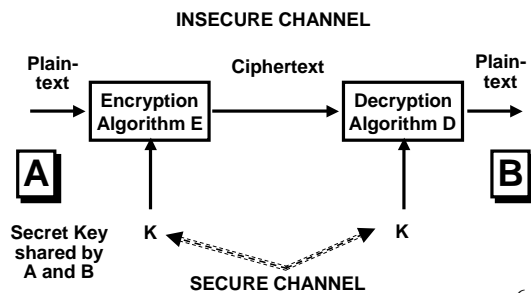 INSECURE CHANNEL
Plain-
text
Ciphertext
Plain-
text
Encryption
Algorithm E
Decryption
Algorithm D
A
B
Secret Key
shared by
A and B
K
K
SECURE CHANNEL